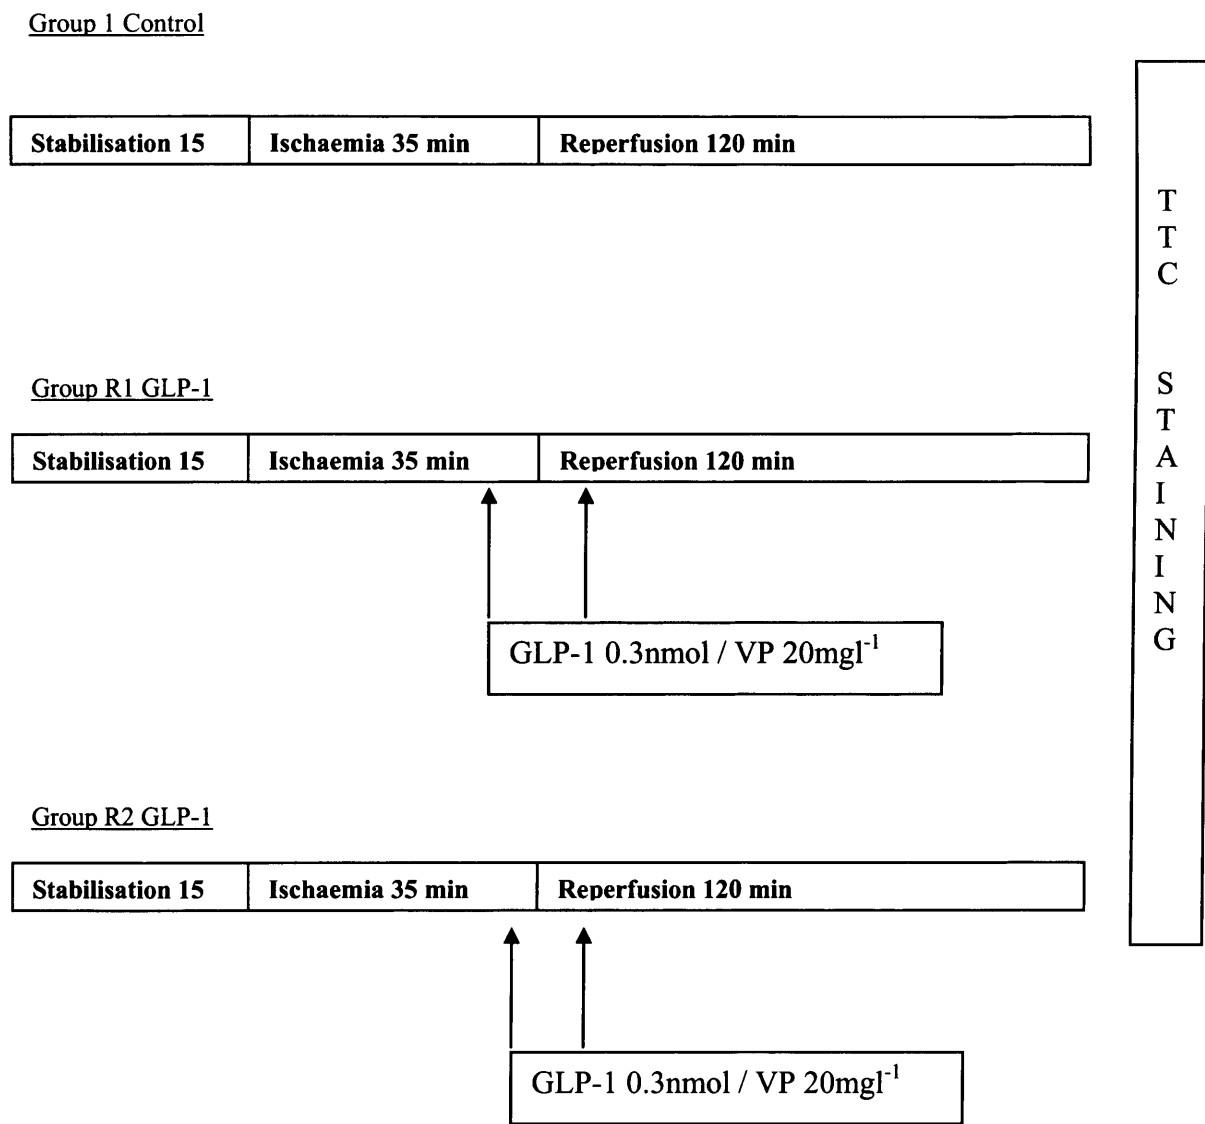 Group 1 Control
Stabilisation 15 Ischaemia 35 min Reperfusion 120 min
Group R1 GLP-1
Stabilisation 15 Ischaemia 35 min Reperfusion 120 min
GLP-1 0.3nmol / VP 20mgl⁻¹
Group R2 GLP-1
Stabilisation 15 Ischaemia 35 min Reperfusion 120 min
GLP-1 0.3nmol / VP 20mgl⁻¹
TTC STAINING